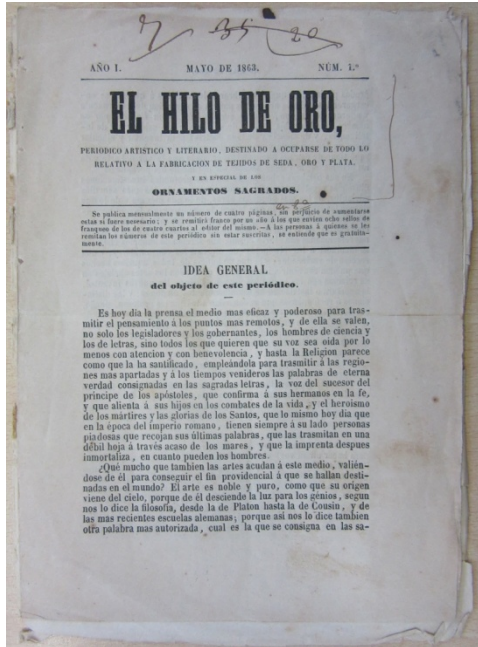 7 35 20
AÑO I. MAYO DE 1863. NÚM. 1.º
EL HILO DE ORO,
PERIODICO ARTISTICO Y LITERARIO, DESTINADO A OCUPARSE DE TODO LO
RELATIVO A LA FABRICACION DE TEJIDOS DE SEDA, ORO Y PLATA.
Y EN ESPECIAL DE LOS
ORNAMENTOS SAGRADOS.
Se publica mensualmente un número de cuatro páginas, sin perjuicio de aumentarse
estas si fuere necesario; y se remitirá franco por un año á los que envien ocho sellos de
franqueo de los de cuatro cuartos al editor del mismo.—A las personas á quienes se les
remitan los números de este periódico sin estar suscritas, se entiende que es gratuita-
mente.
IDEA GENERAL
del objeto de este periódico.
Es hoy dia la prensa el medio mas eficaz y poderoso para tras-
mitir el pensamiento á los puntos mas remotos, y de ella se valen,
no solo los legisladores y los gobernantes, los hombres de ciencia y
los de letras, sino todos los que quieren que su voz sea oida por lo
menos con atencion y con benevolencia, y hasta la Religion parece
como que la ha santificado, empleándola para trasmitir á las regio-
nes mas apartadas y á los tiempos venideros las palabras de eterna
verdad consignadas en las sagradas letras, la voz del sucesor del
príncipe de los apóstoles, que confirma á sus hermanos en la fe,
y que alienta á sus hijos en los combates de la vida, y el heroismo
de los mártires y las glorias de los Santos, que lo mismo hoy dia que
en la época del imperio romano, tienen siempre á su lado personas
piadosas que recojan sus últimas palabras, que las trasmitan en una
débil hoja á través acaso de los mares, y que la imprenta despues
inmortaliza, en cuanto pueden los hombres.
¿Qué mucho que tambien las artes acudan á este medio, valién-
dose de él para conseguir el fin providencial á que se hallan desti-
nadas en el mundo? El arte es noble y puro, como que su origen
viene del cielo, porque de él desciende la luz para los génios, segun
nos lo dice la filosofía, desde la de Platon hasta la de Cousin, y de
las mas recientes escuelas alemanas; porque asi nos lo dice tambien
otra palabra mas autorizada, cual es la que se consigna en las sa-